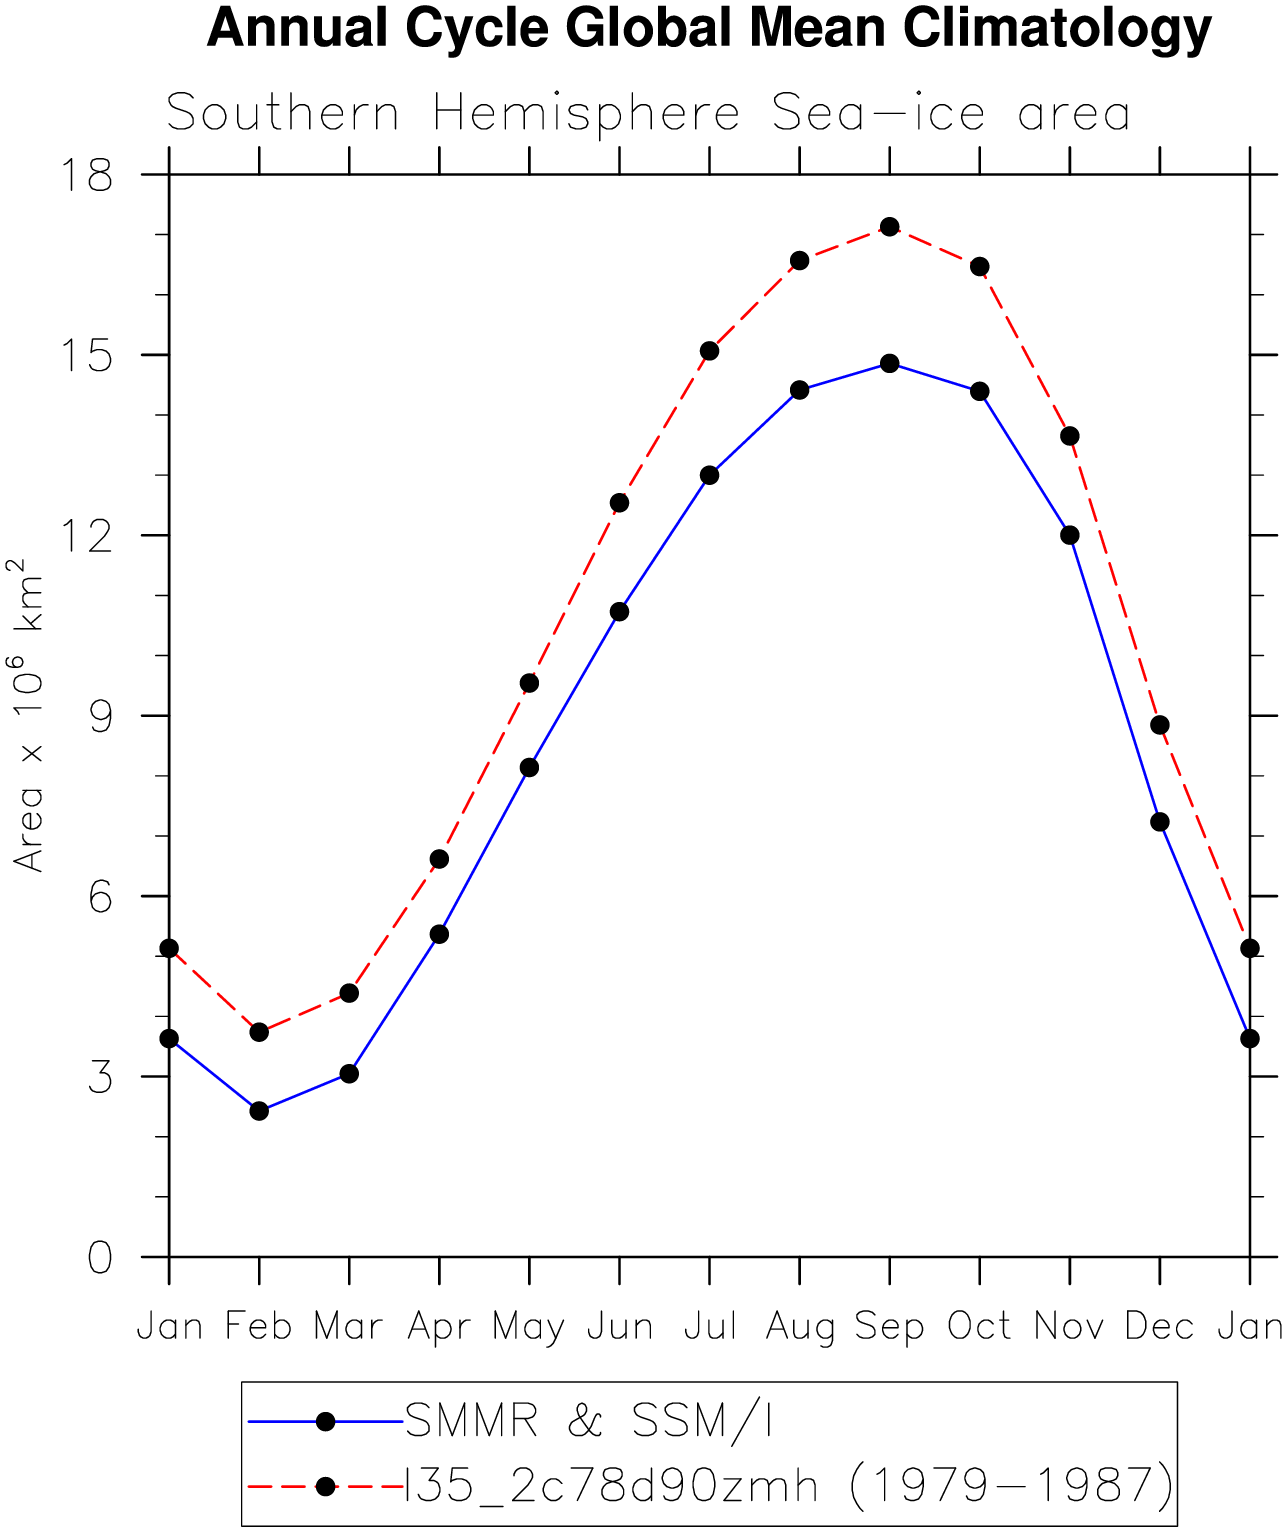 Annual Cycle Global Mean Climatology
Southern Hemisphere Sea-ice area
18
15
12
9
6
3
0
Area x 10⁶ km²
Jan Feb Mar Apr May Jun Jul Aug Sep Oct Nov Dec Jan
SMMR & SSM/I
I35_2c78d90zmh (1979-1987)